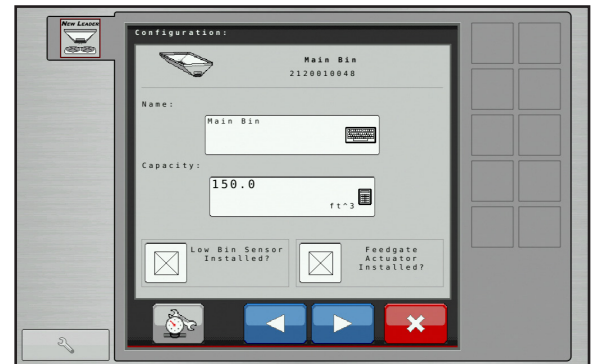 New Leader
Configuration:
Main Bin
2120010048
Name:
Main Bin
Capacity:
150.0
ft^3
Low Bin Sensor
Installed?
Feedgate
Actuator
Installed?